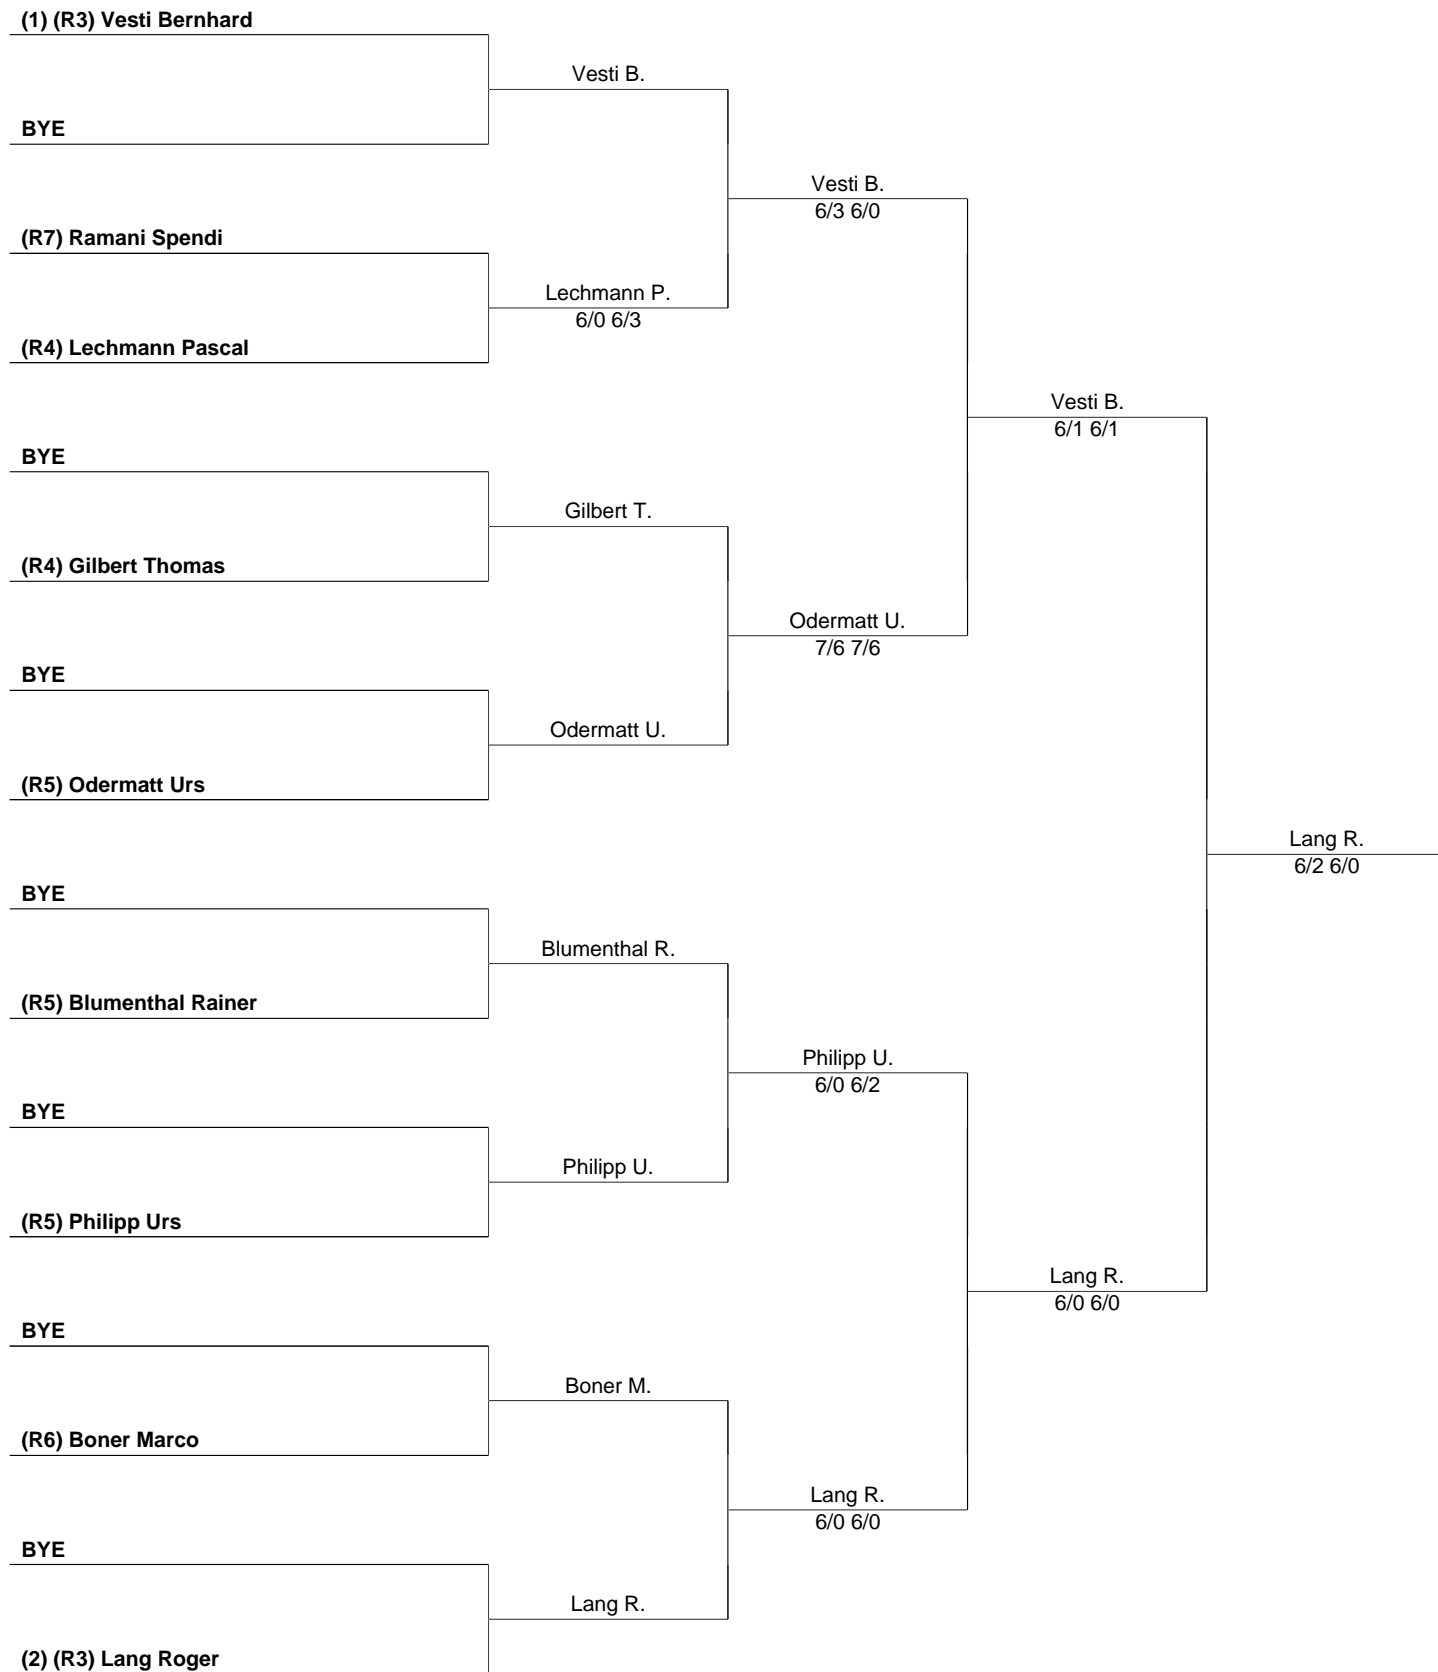 (1) (R3) Vesti Bernhard
Vesti B.
BYE
Vesti B.
6/3 6/0
(R7) Ramani Spendi
Lechmann P.
6/0 6/3
(R4) Lechmann Pascal
Vesti B.
6/1 6/1
BYE
Gilbert T.
(R4) Gilbert Thomas
Odermatt U.
7/6 7/6
BYE
Odermatt U.
(R5) Odermatt Urs
Lang R.
6/2 6/0
BYE
Blumenthal R.
(R5) Blumenthal Rainer
Philipp U.
6/0 6/2
BYE
Philipp U.
(R5) Philipp Urs
Lang R.
6/0 6/0
BYE
Boner M.
(R6) Boner Marco
Lang R.
6/0 6/0
BYE
Lang R.
(2) (R3) Lang Roger